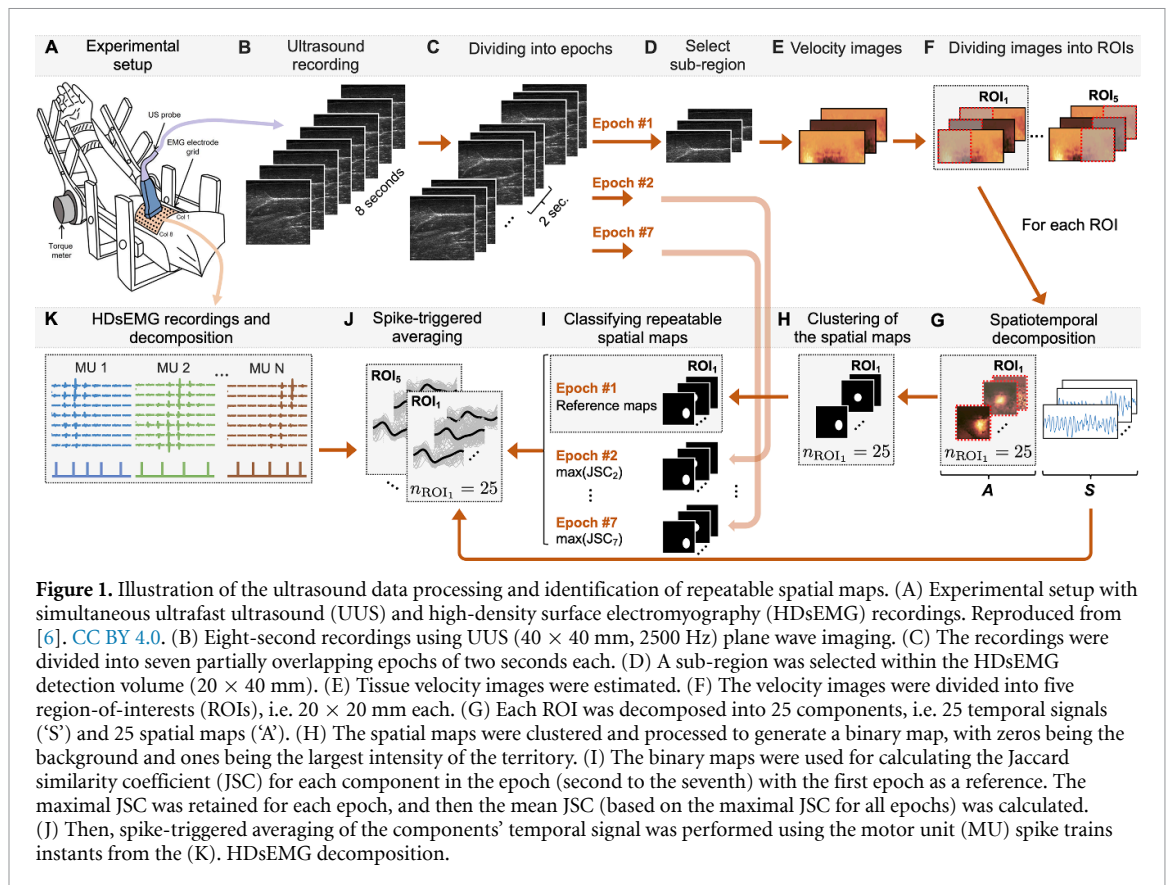 A Experimental setup
B Ultrasound recording
C Dividing into epochs
D Select sub-region
E Velocity images
F Dividing images into ROIs
US probe
EMG electrode grid
Col 1
Col 8
Torque meter
8 seconds
...
2 sec.
Epoch #1
Epoch #2
Epoch #7
ROI₁
...
ROI₅
For each ROI
K HDsEMG recordings and decomposition
J Spike-triggered averaging
I Classifying repeatable spatial maps
H Clustering of the spatial maps
G Spatiotemporal decomposition
MU 1
MU 2
...
MU N
ROI₅
ROI₁
...
n_ROI₁ = 25
ROI₁
Epoch #1
Reference maps
Epoch #2
max(JSC₂)
⋮
Epoch #7
max(JSC₇)
ROI₁
n_ROI₁ = 25
ROI₁
n_ROI₁ = 25
A
S
Figure 1. Illustration of the ultrasound data processing and identification of repeatable spatial maps. (A) Experimental setup with
simultaneous ultrafast ultrasound (UUS) and high-density surface electromyography (HDsEMG) recordings. Reproduced from
[6]. CC BY 4.0. (B) Eight-second recordings using UUS (40 × 40 mm, 2500 Hz) plane wave imaging. (C) The recordings were
divided into seven partially overlapping epochs of two seconds each. (D) A sub-region was selected within the HDsEMG
detection volume (20 × 40 mm). (E) Tissue velocity images were estimated. (F) The velocity images were divided into five
region-of-interests (ROIs), i.e. 20 × 20 mm each. (G) Each ROI was decomposed into 25 components, i.e. 25 temporal signals
(‘S’) and 25 spatial maps (‘A’). (H) The spatial maps were clustered and processed to generate a binary map, with zeros being the
background and ones being the largest intensity of the territory. (I) The binary maps were used for calculating the Jaccard
similarity coefficient (JSC) for each component in the epoch (second to the seventh) with the first epoch as a reference. The
maximal JSC was retained for each epoch, and then the mean JSC (based on the maximal JSC for all epochs) was calculated.
(J) Then, spike-triggered averaging of the components’ temporal signal was performed using the motor unit (MU) spike trains
instants from the (K). HDsEMG decomposition.